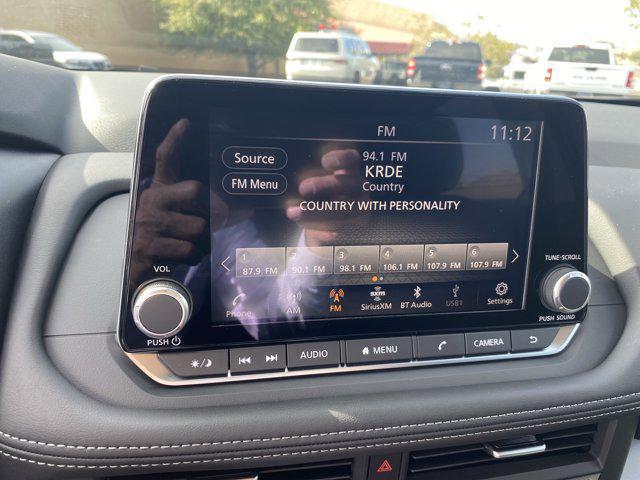 FM
11:12
Source
94.1 FM
KRDE
FM Menu
Country
COUNTRY WITH PERSONALITY
1 2 3 4 5 6
87.9 FM 90.1 FM 98.1 FM 106.1 FM 107.9 FM 107.9 FM
VOL
TUNE·SCROLL
sxm
Phone AM FM SiriusXM BT Audio USB1 Settings
PUSH
PUSH SOUND
AUDIO MENU CAMERA